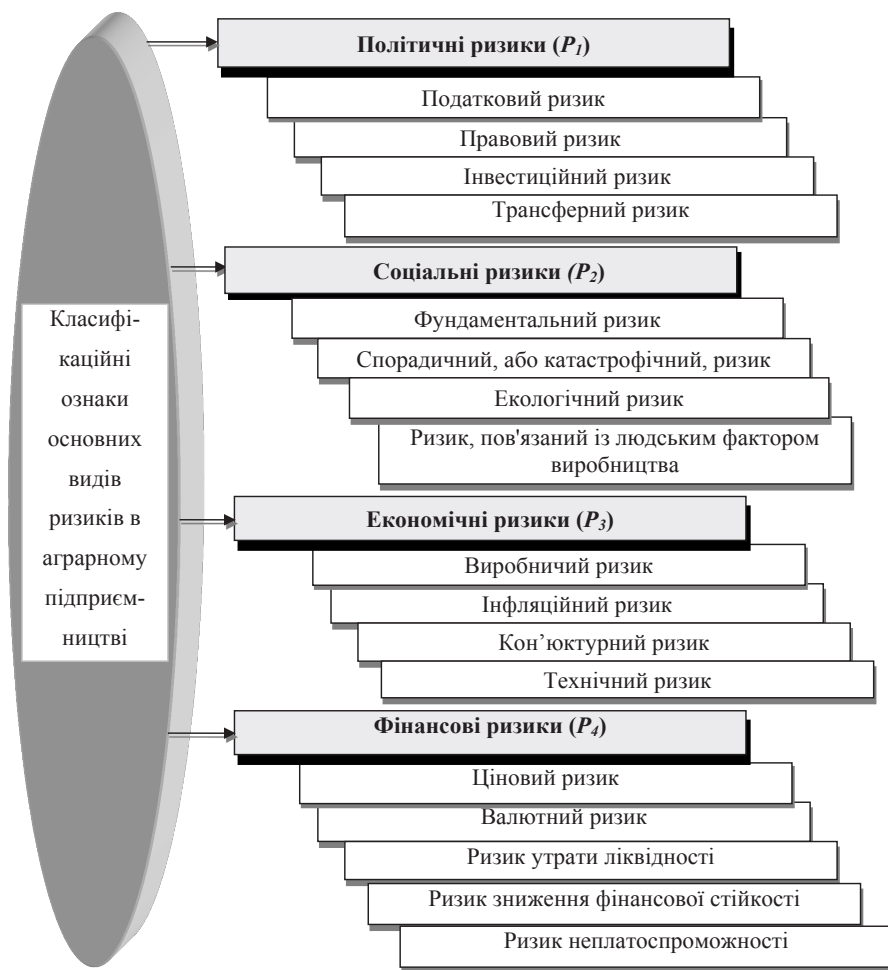 Політичні ризики (P1)
Податковий ризик
Правовий ризик
Інвестиційний ризик
Трансферний ризик
Соціальні ризики (P2)
Фундаментальний ризик
Спорадичний, або катастрофічний, ризик
Екологічний ризик
Ризик, пов'язаний із людським фактором
виробництва
Класифі-
каційні
ознаки
основних
видів
ризиків в
аграрному
підприєм-
ництві
Економічні ризики (P3)
Виробничий ризик
Інфляційний ризик
Кон’юктурний ризик
Технічний ризик
Фінансові ризики (P4)
Ціновий ризик
Валютний ризик
Ризик утрати ліквідності
Ризик зниження фінансової стійкості
Ризик неплатоспроможності